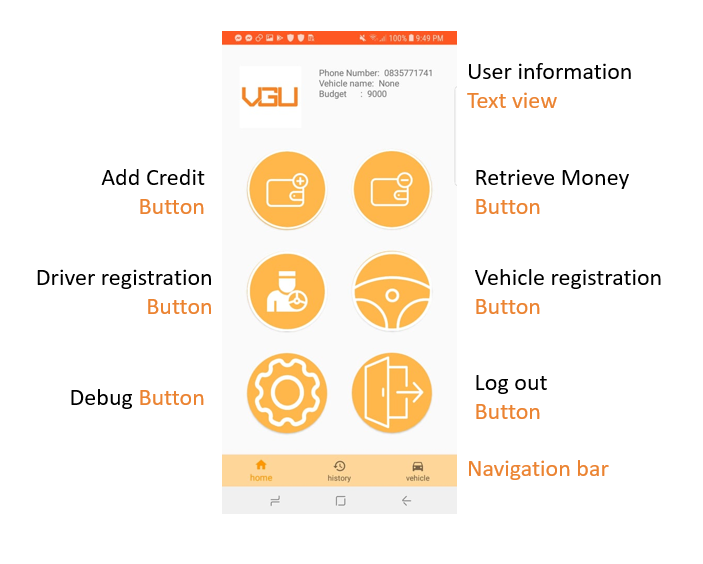 100% 9:49 PM
VGU
Phone Number: 0835771741
Vehicle name: None
Budget : 9000
User information
Text view
Add Credit
Button
Retrieve Money
Button
Driver registration
Button
Vehicle registration
Button
Debug Button
Log out
Button
home
history
vehicle
Navigation bar